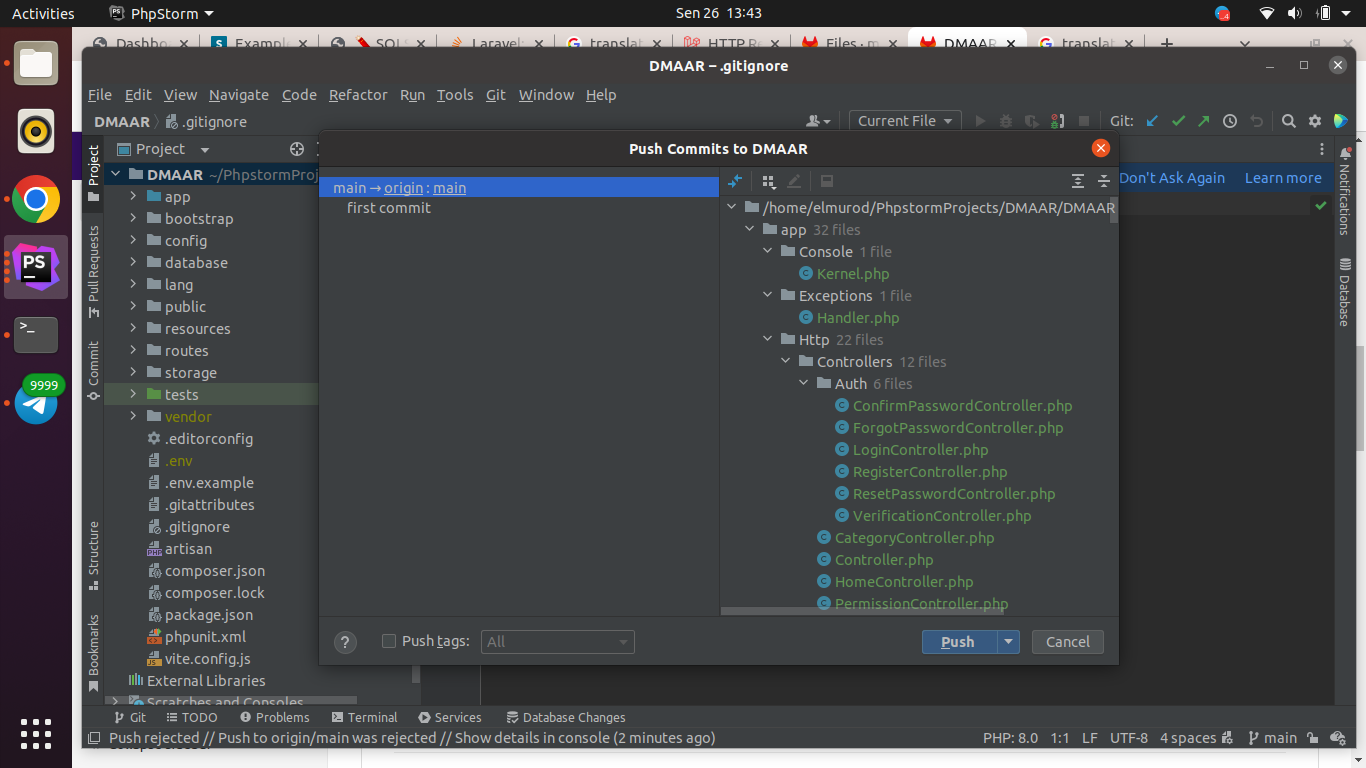 Activities
PhpStorm
Sen 26 13:43
Dashbo
Example
SQL
Laravel
translat
HTTP Re
Files · m
DMAAR
translat
DMAAR – .gitignore
File Edit View Navigate Code Refactor Run Tools Git Window Help
DMAAR .gitignore
Current File
Git:
Project
Pull Requests
Commit
Structure
Bookmarks
Project
DMAAR ~/PhpstormProj
app
bootstrap
config
database
lang
public
resources
routes
storage
tests
vendor
.editorconfig
.env
.env.example
.gitattributes
.gitignore
artisan
composer.json
composer.lock
package.json
phpunit.xml
vite.config.js
External Libraries
Scratches and Consoles
Push Commits to DMAAR
main → origin : main
first commit
/home/elmurod/PhpstormProjects/DMAAR/DMAAR
app 32 files
Console 1 file
Kernel.php
Exceptions 1 file
Handler.php
Http 22 files
Controllers 12 files
Auth 6 files
ConfirmPasswordController.php
ForgotPasswordController.php
LoginController.php
RegisterController.php
ResetPasswordController.php
VerificationController.php
CategoryController.php
Controller.php
HomeController.php
PermissionController.php
? Push tags: All
Push
Cancel
Don't Ask Again Learn more
Notifications
Database
PS
>_
9999
Git TODO Problems Terminal Services Database Changes
Push rejected // Push to origin/main was rejected // Show details in console (2 minutes ago)
PHP: 8.0 1:1 LF UTF-8 4 spaces main